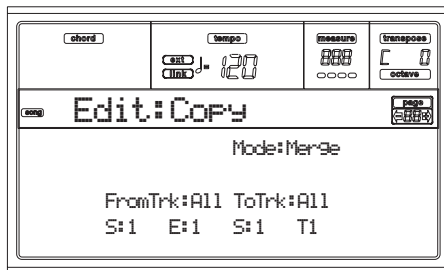 chord tempo measure transpose
ext ♩= 120 888 C 0
link octave
song Edit:Copy page
88
Mode:Merge
FromTrk:All ToTrk:All
S:1 E:1 S:1 T1